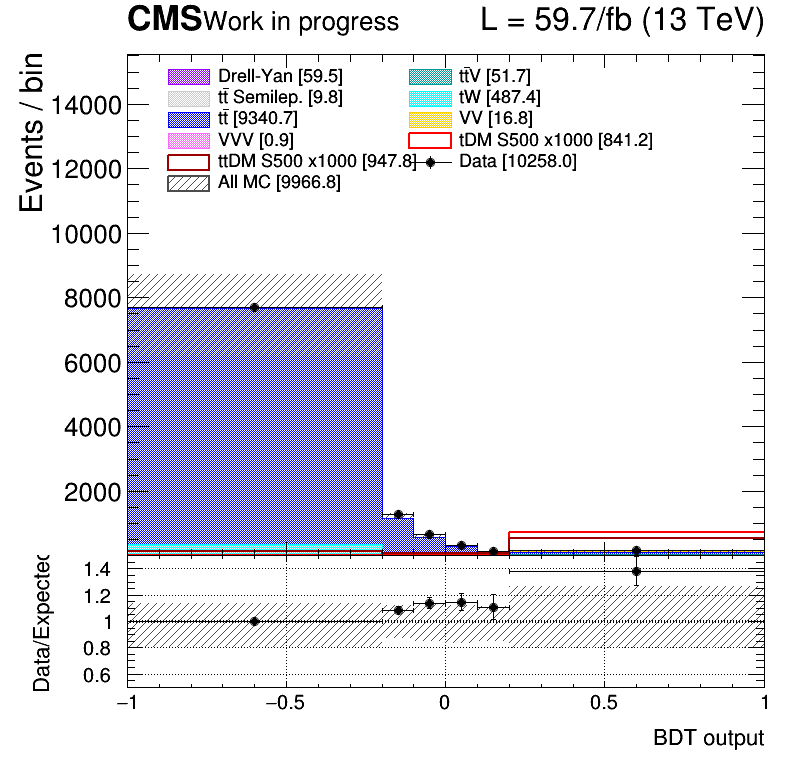 CMS Work in progress L = 59.7/fb (13 TeV)
Events / bin
Drell-Yan [59.5] tt̄V [51.7]
tt̄ Semilep. [9.8] tW [487.4]
tt̄ [9340.7] VV [16.8]
VVV [0.9] tDM S500 x1000 [841.2]
ttDM S500 x1000 [947.8] Data [10258.0]
All MC [9966.8]
14000
12000
10000
8000
6000
4000
2000
Data/Expected
1.4
1.2
1
0.8
0.6
−1 −0.5 0 0.5 1
BDT output